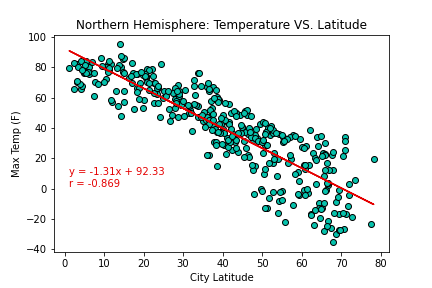 Northern Hemisphere: Temperature VS. Latitude
Max Temp (F)
100
80
60
40
20
0
−20
−40
y = -1.31x + 92.33
r = -0.869
0 10 20 30 40 50 60 70 80
City Latitude